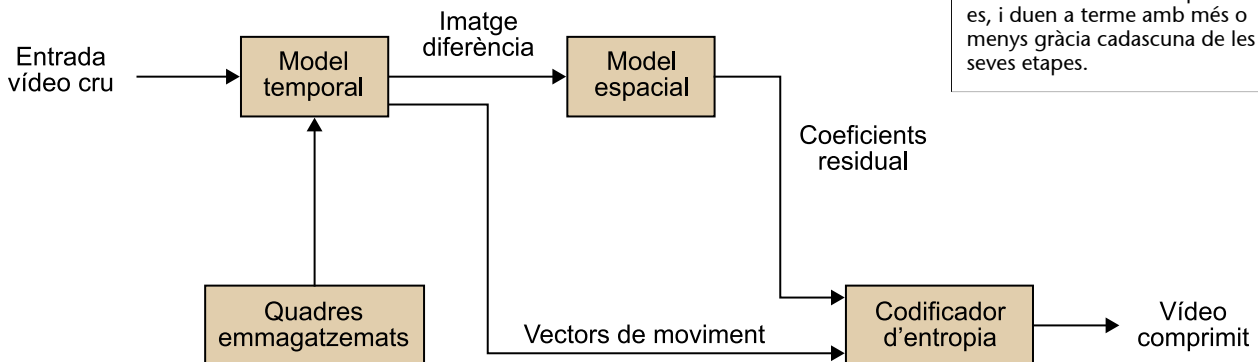 es, i duen a terme amb més o
menys gràcia cadascuna de les
seves etapes.
Imatge
diferència
Entrada
vídeo cru
Model
temporal
Model
espacial
Coeficients
residual
Quadres
emmagatzemats
Vectors de moviment
Codificador
d'entropia
Vídeo
comprimit